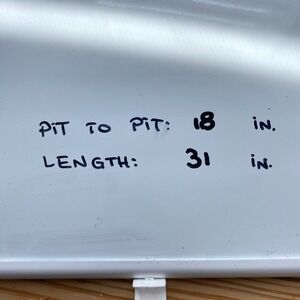 PiT TO PiT: 18 iN.
LENGTH: 31 iN.